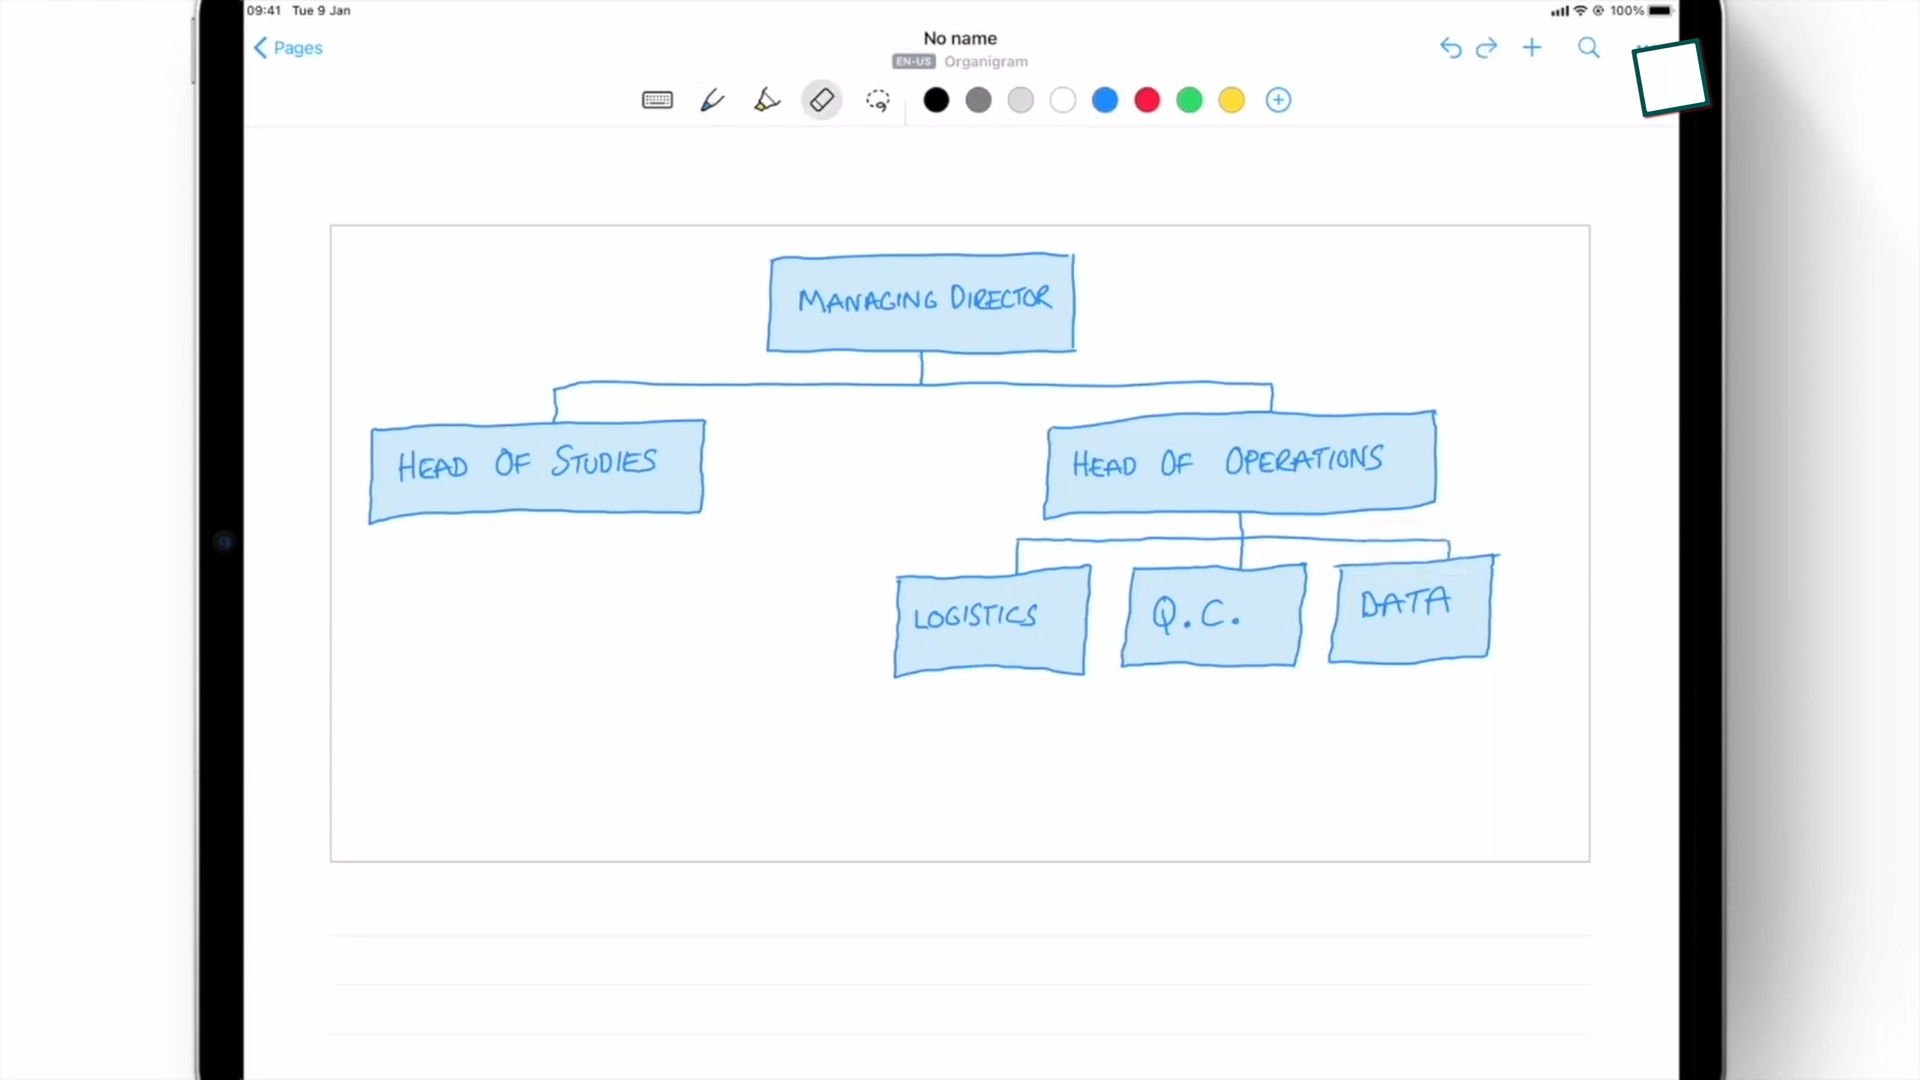 09:41 Tue 9 Jan
100%
Pages
No name
EN-US Organigram
MANAGING DIRECTOR
HEAD OF STUDIES
HEAD OF OPERATIONS
LOGISTICS
Q.C.
DATA